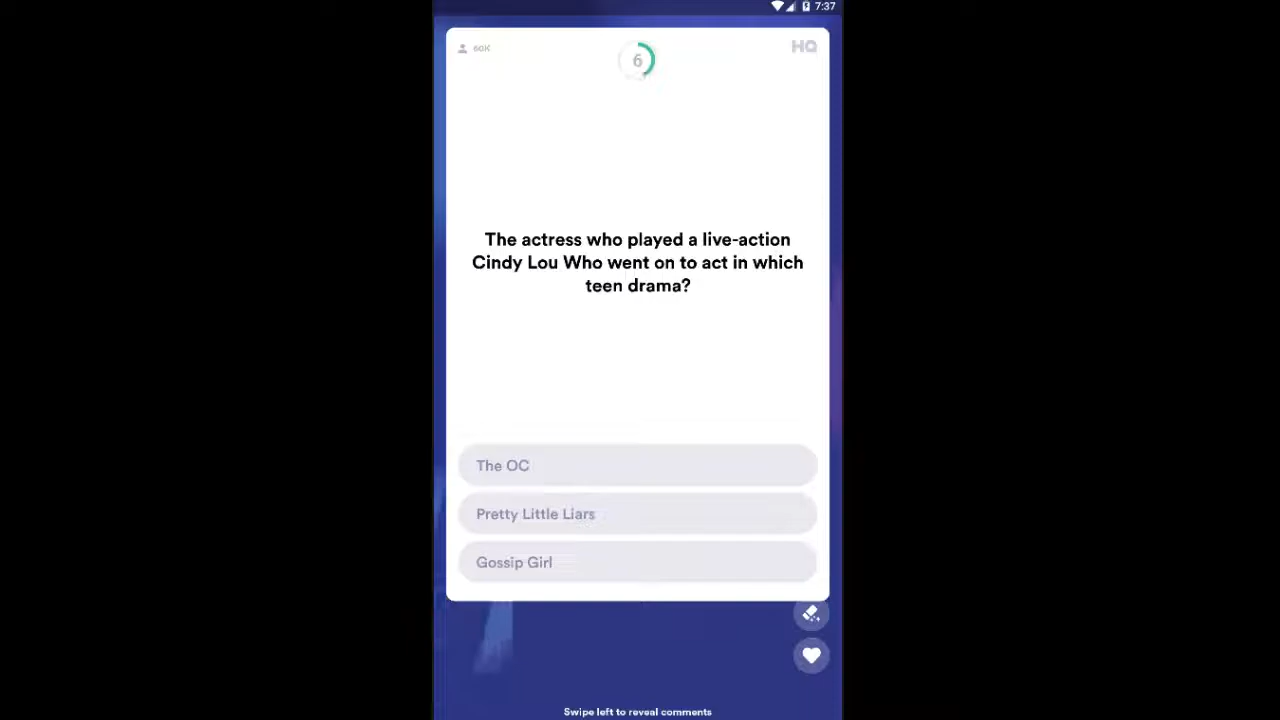 7:37
60K
6
HQ
The actress who played a live-action
Cindy Lou Who went on to act in which
teen drama?
The OC
Pretty Little Liars
Gossip Girl
Swipe left to reveal comments